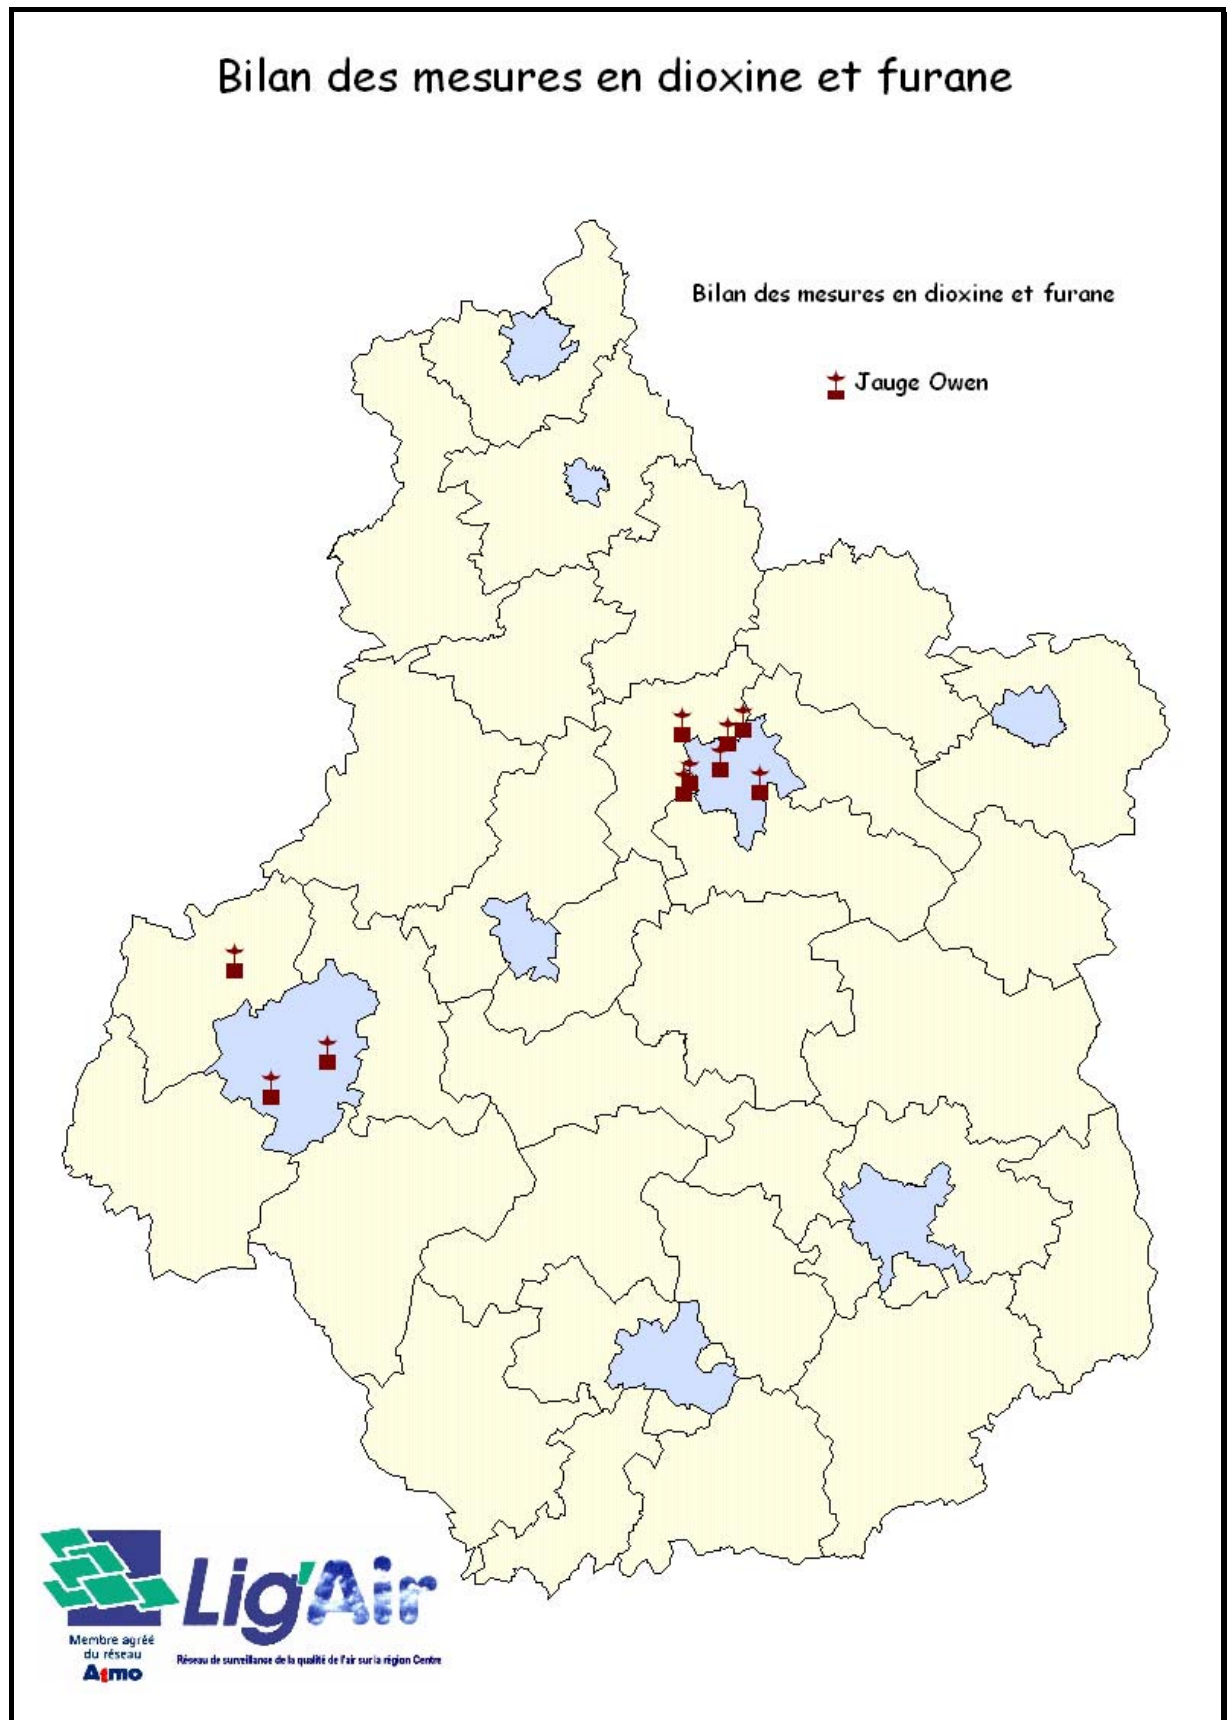 Bilan des mesures en dioxine et furane
Bilan des mesures en dioxine et furane
Jauge Owen
Lig'Air
Membre agréé
du réseau
Atmo
Réseau de surveillance de la qualité de l'air sur la région Centre